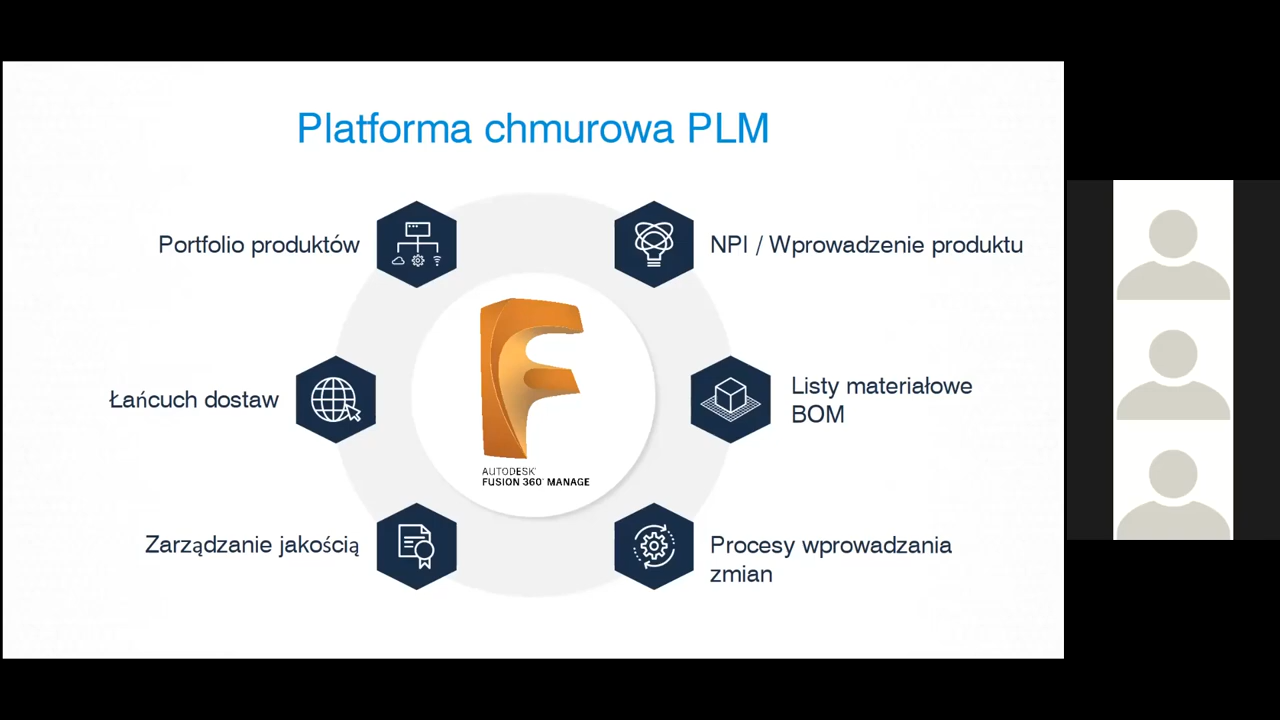 Platforma chmurowa PLM
Portfolio produktów
NPI / Wprowadzenie produktu
Łańcuch dostaw
Listy materiałowe
BOM
AUTODESK®
FUSION 360® MANAGE
Zarządzanie jakością
Procesy wprowadzania
zmian